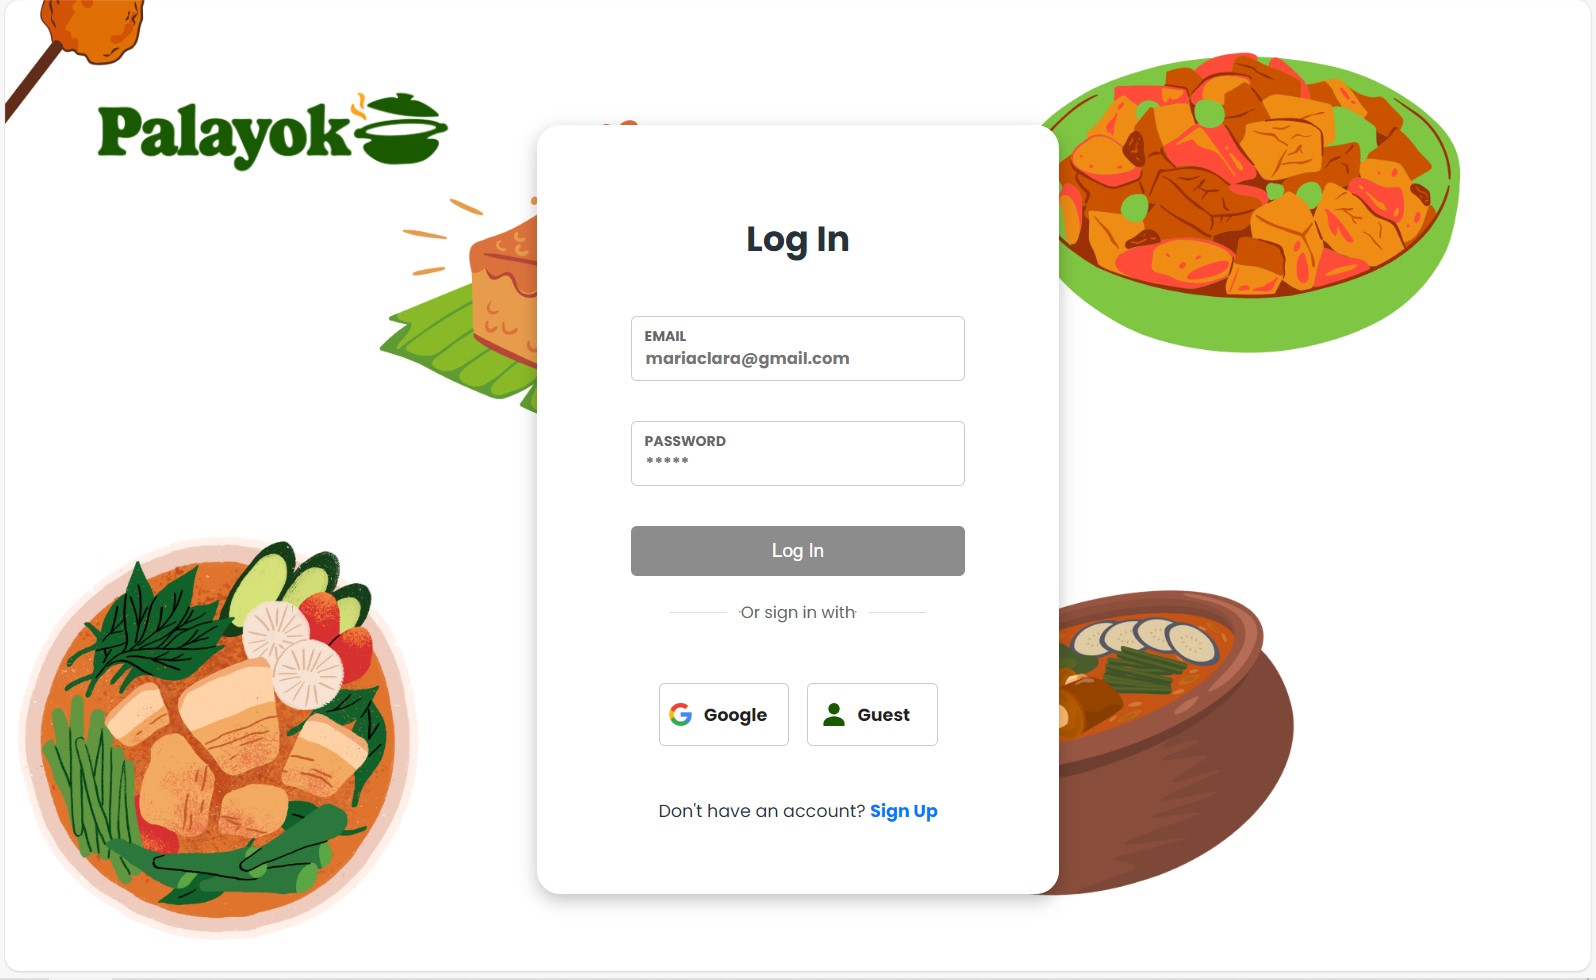 Palayok
Log In
EMAIL
mariaclara@gmail.com
PASSWORD
*****
Log In
Or sign in with
Google
Guest
Don't have an account? Sign Up